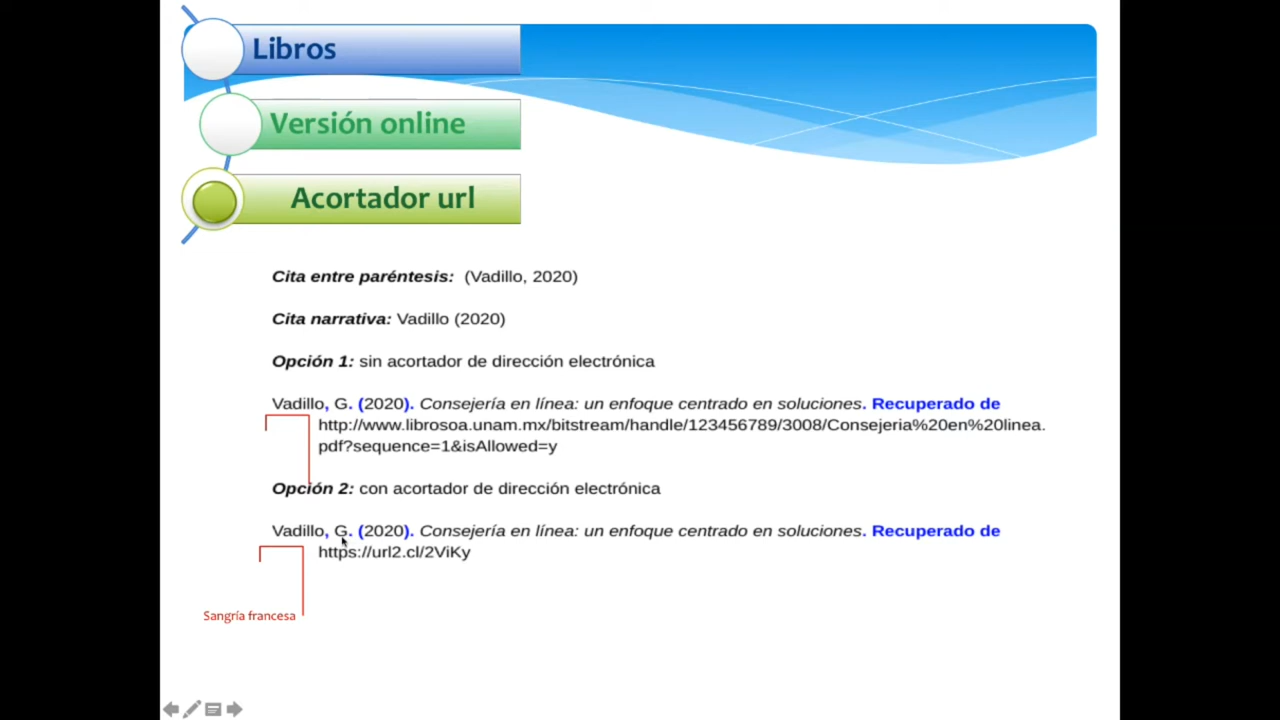 Libros
Versión online
Acortador url
Cita entre paréntesis: (Vadillo, 2020)
Cita narrativa: Vadillo (2020)
Opción 1: sin acortador de dirección electrónica
Vadillo, G. (2020). Consejería en línea: un enfoque centrado en soluciones. Recuperado de
http://www.librosoa.unam.mx/bitstream/handle/123456789/3008/Consejeria%20en%20linea.
pdf?sequence=1&isAllowed=y
Opción 2: con acortador de dirección electrónica
Vadillo, G. (2020). Consejería en línea: un enfoque centrado en soluciones. Recuperado de
https://url2.cl/2ViKy
Sangría francesa